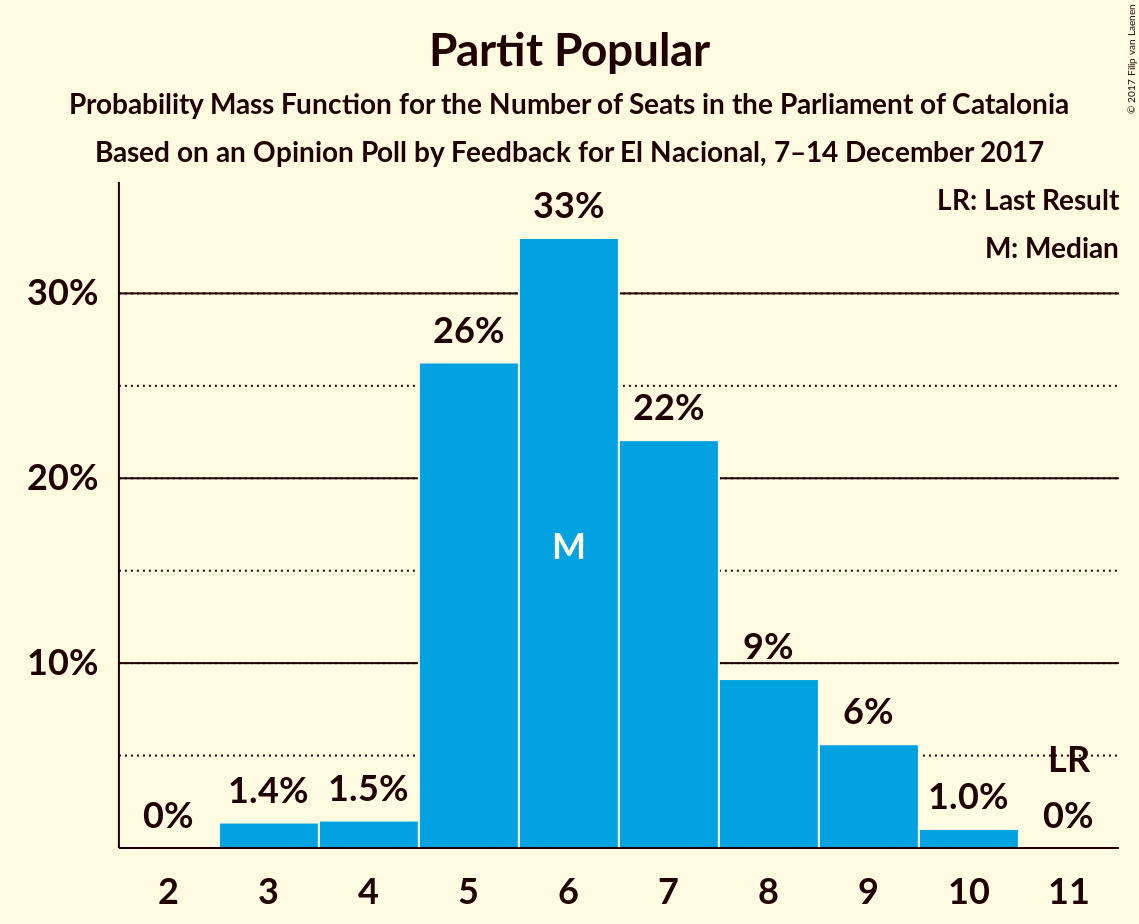 Partit Popular
Probability Mass Function for the Number of Seats in the Parliament of Catalonia
Based on an Opinion Poll by Feedback for El Nacional, 7–14 December 2017
© 2017 Filip van Laenen
LR: Last Result
M: Median
33%
30%
26%
22%
20%
M
10%
9%
6%
LR
1.4%
1.5%
1.0%
0%
0%
2 3 4 5 6 7 8 9 10 11